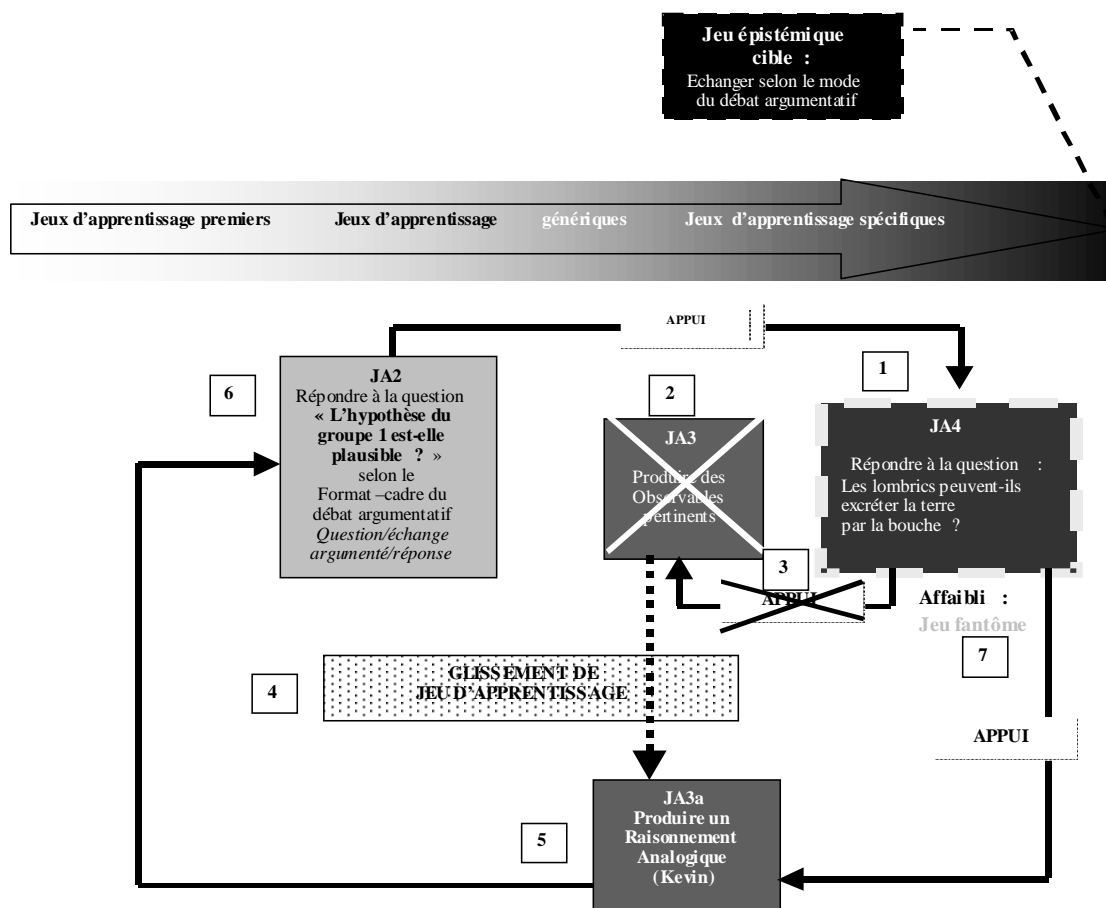 Jeu épistémique
cible :
Echanger selon le mode
du débat argumentatif
Jeux d’apprentissage premiers Jeux d’apprentissage génériques Jeux d’apprentissage spécifiques
APPUI
1
6
JA2
Répondre à la question
« L’hypothèse du
groupe 1 est-elle
plausible ? »
selon le
Format –cadre du
débat argumentatif
Question/échange
argumenté/réponse
2
JA3
Produire des
Observables
pertinents
JA4
Répondre à la question :
Les lombrics peuvent-ils
excréter la terre
par la bouche ?
3
APPUI
Affaibli :
Jeu fantôme
7
4
GLISSEMENT DE
JEU D’APPRENTISSAGE
APPUI
5
JA3a
Produire un
Raisonnement
Analogique
(Kevin)